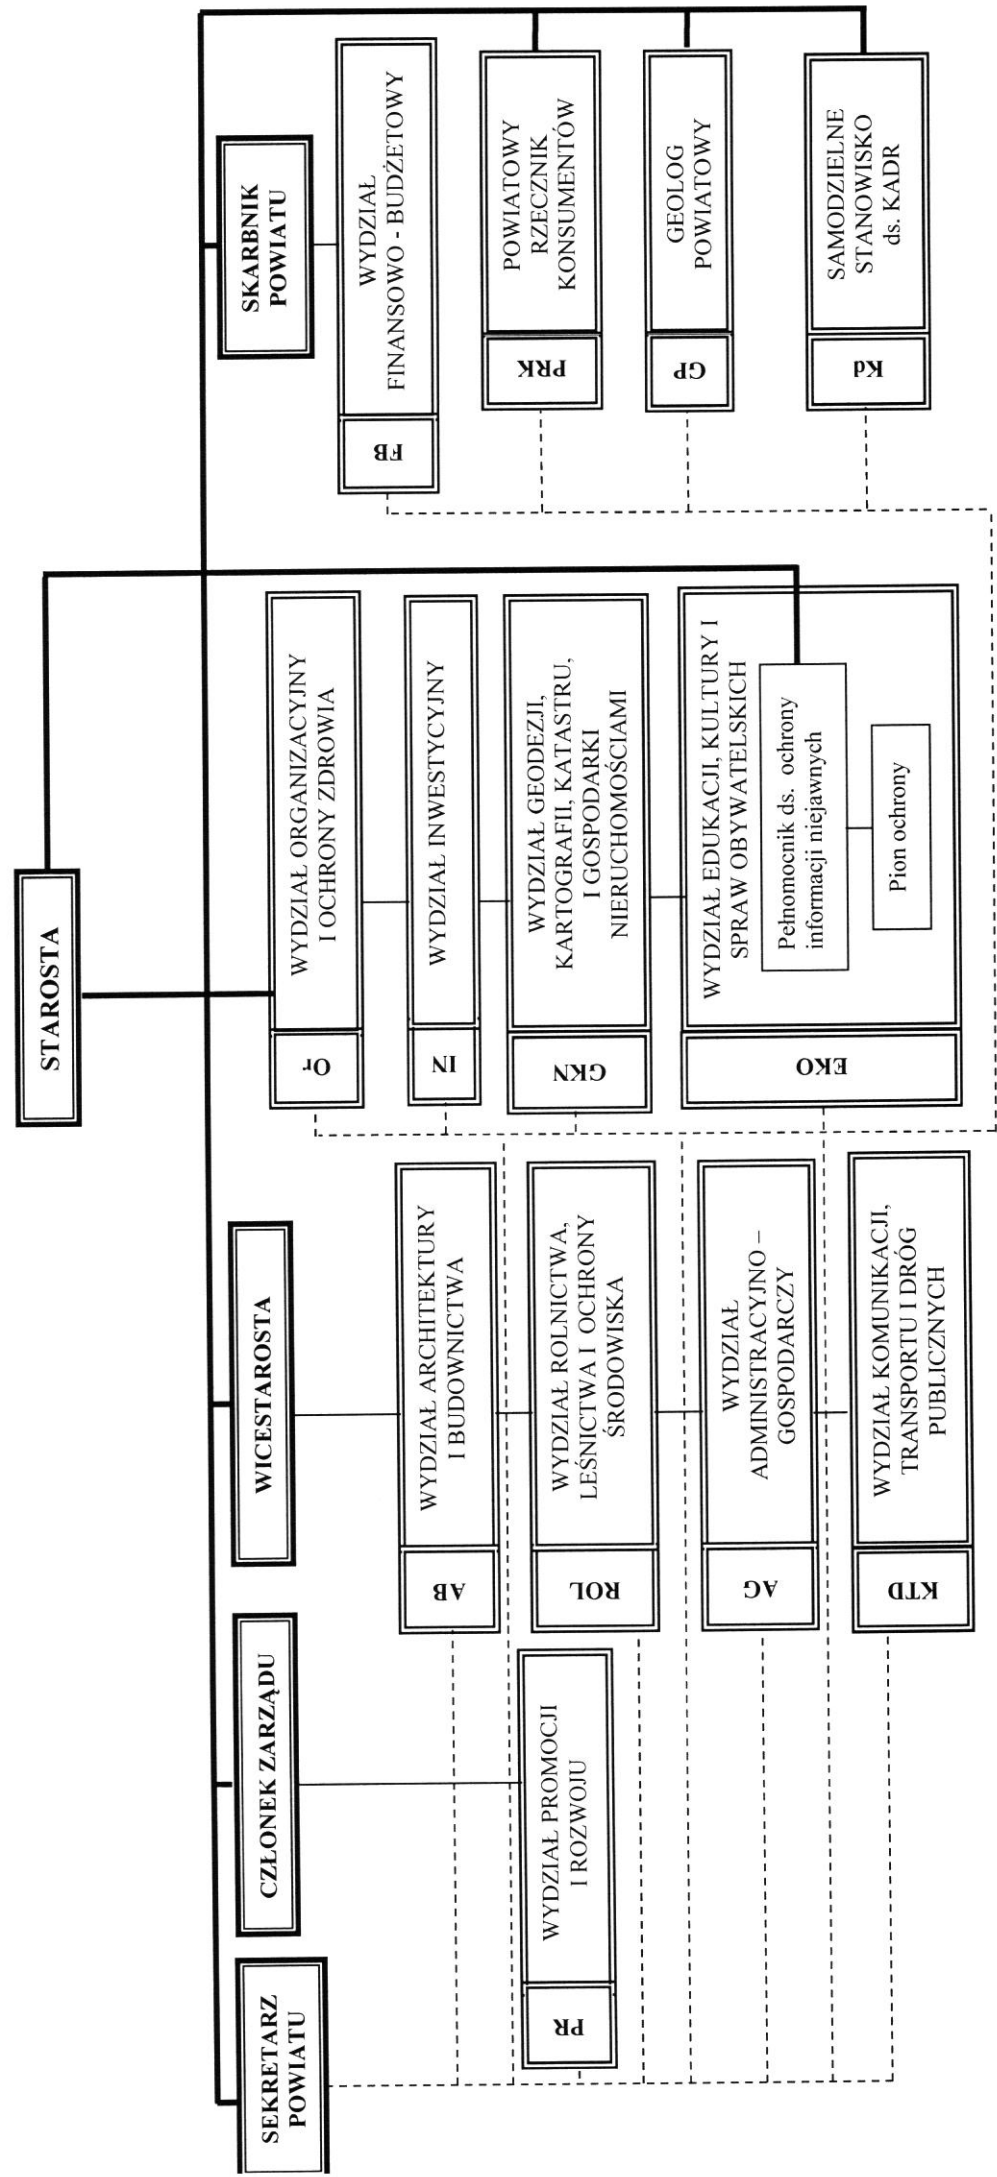 STAROSTA
SEKRETARZ
POWIATU
CZŁONEK ZARZĄDU
WICESTAROSTA
SKARBNIK
POWIATU
PR
WYDZIAŁ PROMOCJI
I ROZWOJU
AB
WYDZIAŁ ARCHITEKTURY
I BUDOWNICTWA
ROL
WYDZIAŁ ROLNICTWA,
LEŚNICTWA I OCHRONY
ŚRODOWISKA
AG
WYDZIAŁ
ADMINISTRACYJNO –
GOSPODARCZY
KTD
WYDZIAŁ KOMUNIKACJI,
TRANSPORTU I DRÓG
PUBLICZNYCH
Or
WYDZIAŁ ORGANIZACYJNY
I OCHRONY ZDROWIA
IN
WYDZIAŁ INWESTYCYJNY
GKN
WYDZIAŁ GEODEZJI,
KARTOGRAFII, KATASTRU,
I GOSPODARKI
NIERUCHOMOŚCIAMI
EKO
WYDZIAŁ EDUKACJI, KULTURY I
SPRAW OBYWATELSKICH
Pełnomocnik ds. ochrony
informacji niejawnych
Pion ochrony
FB
WYDZIAŁ
FINANSOWO - BUDŻETOWY
PRK
POWIATOWY
RZECZNIK
KONSUMENTÓW
GP
GEOLOG
POWIATOWY
Kd
SAMODZIELNE
STANOWISKO
ds. KADR